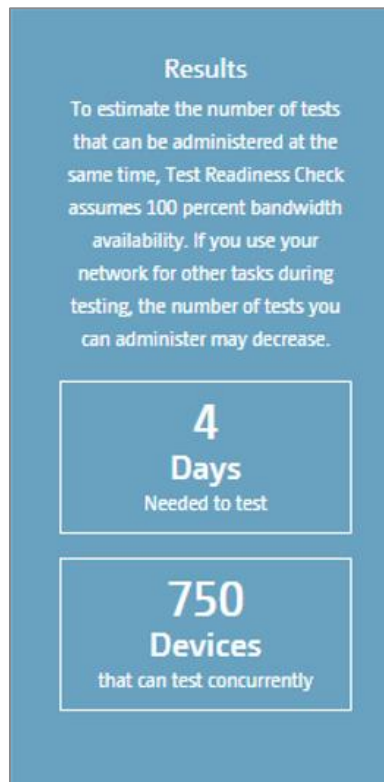 Results
To estimate the number of tests
that can be administered at the
same time, Test Readiness Check
assumes 100 percent bandwidth
availability. If you use your
network for other tasks during
testing, the number of tests you
can administer may decrease.
4
Days
Needed to test
750
Devices
that can test concurrently